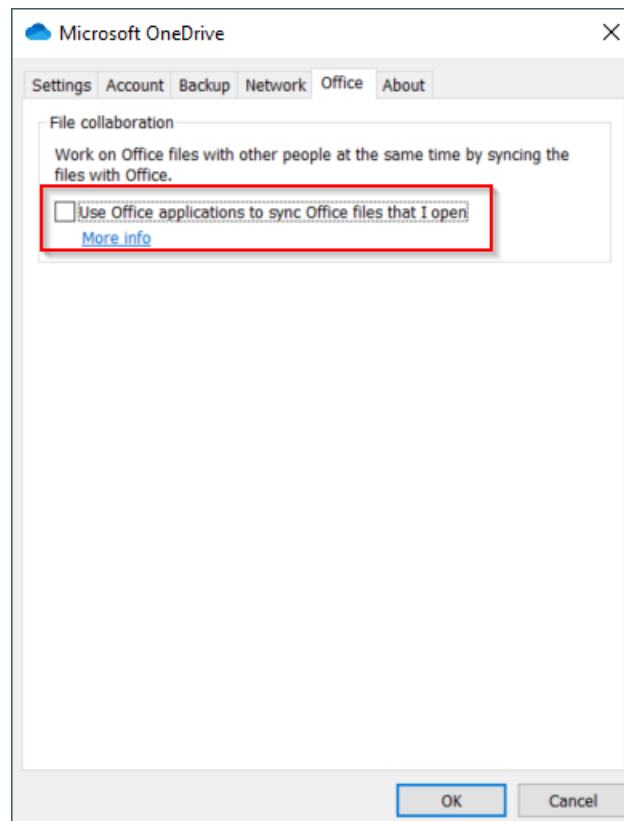 Microsoft OneDrive
Settings Account Backup Network Office About
File collaboration
Work on Office files with other people at the same time by syncing the
files with Office.
Use Office applications to sync Office files that I open
More info
OK Cancel